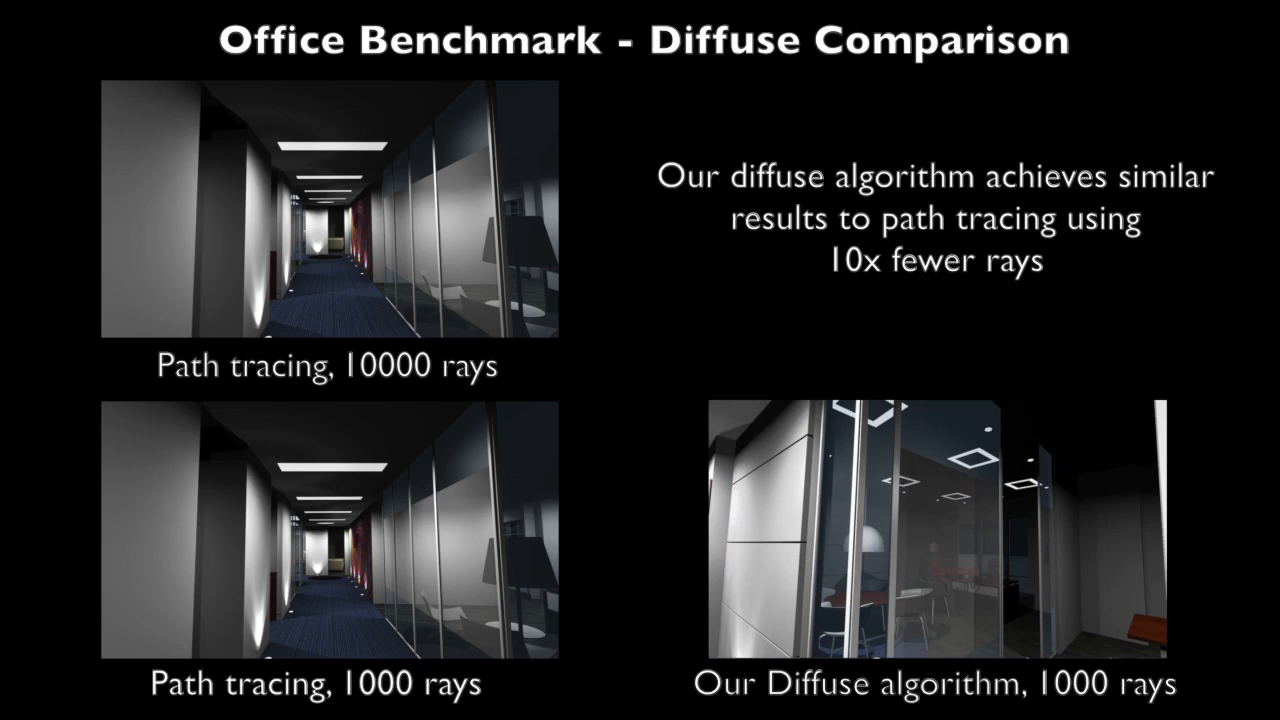 Office Benchmark - Diffuse Comparison
Our diffuse algorithm achieves similar
results to path tracing using
10x fewer rays
Path tracing, 10000 rays
Path tracing, 1000 rays
Our Diffuse algorithm, 1000 rays